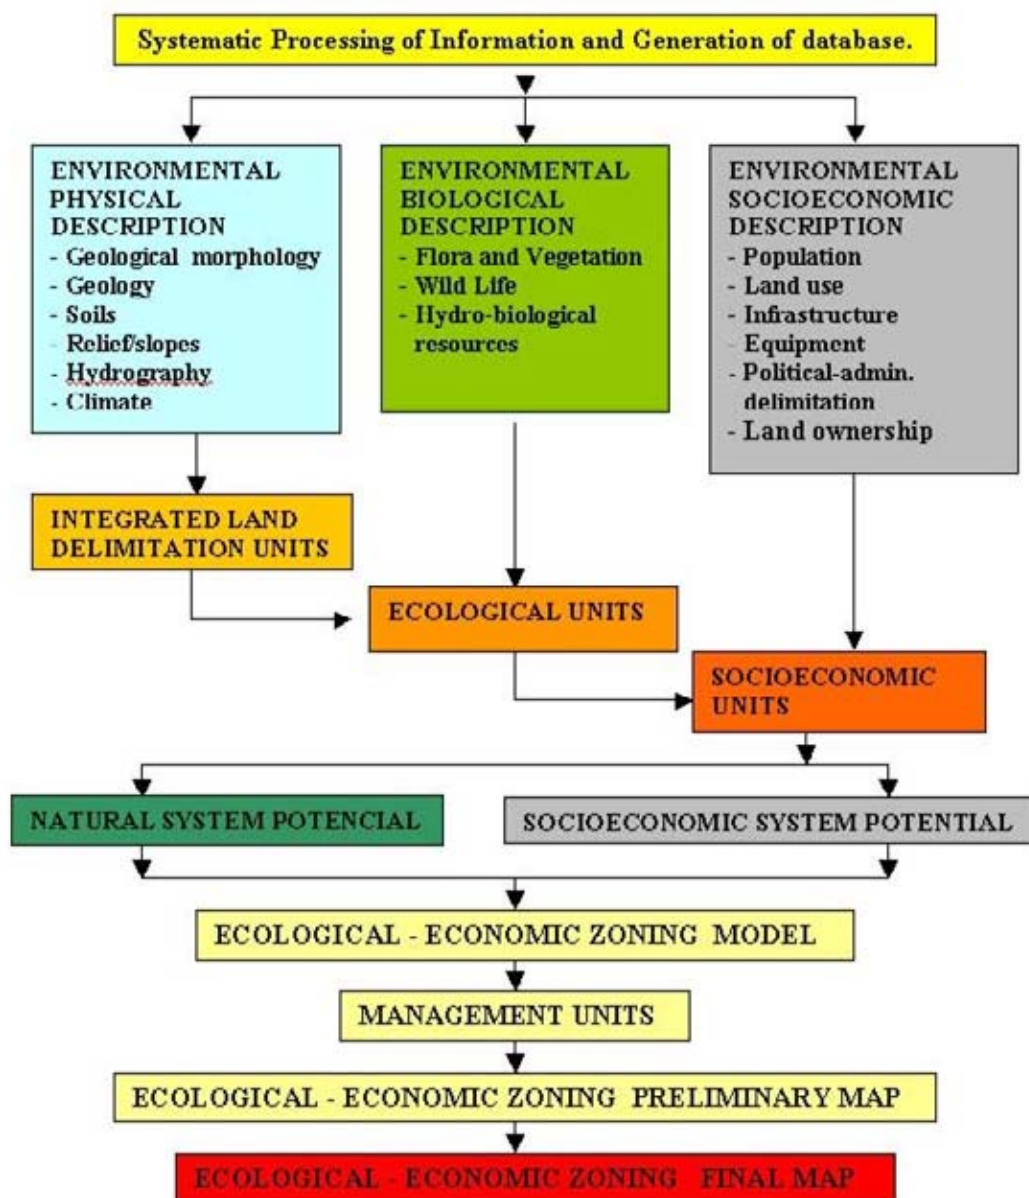 Systematic Processing of Information and Generation of database.
ENVIRONMENTAL
PHYSICAL
DESCRIPTION
- Geological morphology
- Geology
- Soils
- Relief/slopes
- Hydrography
- Climate
ENVIRONMENTAL
BIOLOGICAL
DESCRIPTION
- Flora and Vegetation
- Wild Life
- Hydro-biological
resources
ENVIRONMENTAL
SOCIOECONOMIC
DESCRIPTION
- Population
- Land use
- Infrastructure
- Equipment
- Political-admin.
delimitation
- Land ownership
INTEGRATED LAND
DELIMITATION UNITS
ECOLOGICAL UNITS
SOCIOECONOMIC
UNITS
NATURAL SYSTEM POTENCIAL
SOCIOECONOMIC SYSTEM POTENTIAL
ECOLOGICAL - ECONOMIC ZONING MODEL
MANAGEMENT UNITS
ECOLOGICAL - ECONOMIC ZONING PRELIMINARY MAP
ECOLOGICAL - ECONOMIC ZONING FINAL MAP